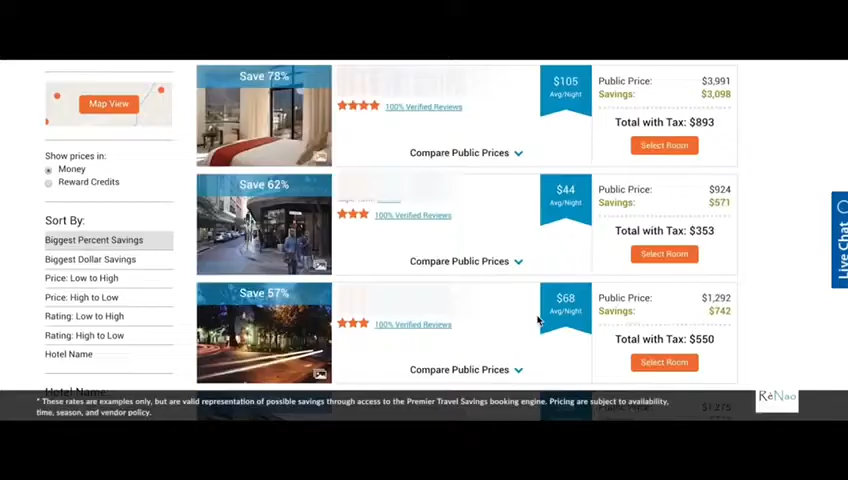 Map View
Show prices in:
Money
Reward Credits
Sort By:
Biggest Percent Savings
Biggest Dollar Savings
Price: Low to High
Price: High to Low
Rating: Low to High
Rating: High to Low
Hotel Name
Hotel Name:
Save 78%
100% Verified Reviews
Compare Public Prices
$105
Avg/Night
Public Price: $3,991
Savings: $3,098
Total with Tax: $893
Select Room
Save 62%
100% Verified Reviews
Compare Public Prices
$44
Avg/Night
Public Price: $924
Savings: $571
Total with Tax: $353
Select Room
Save 57%
100% Verified Reviews
Compare Public Prices
$68
Avg/Night
Public Price: $1,292
Savings: $742
Total with Tax: $550
Select Room
Live Chat
* These rates are examples only, but are valid representation of possible savings through access to the Premier Travel Savings booking engine. Pricing are subject to availability,
time, season, and vendor policy.
RèNao